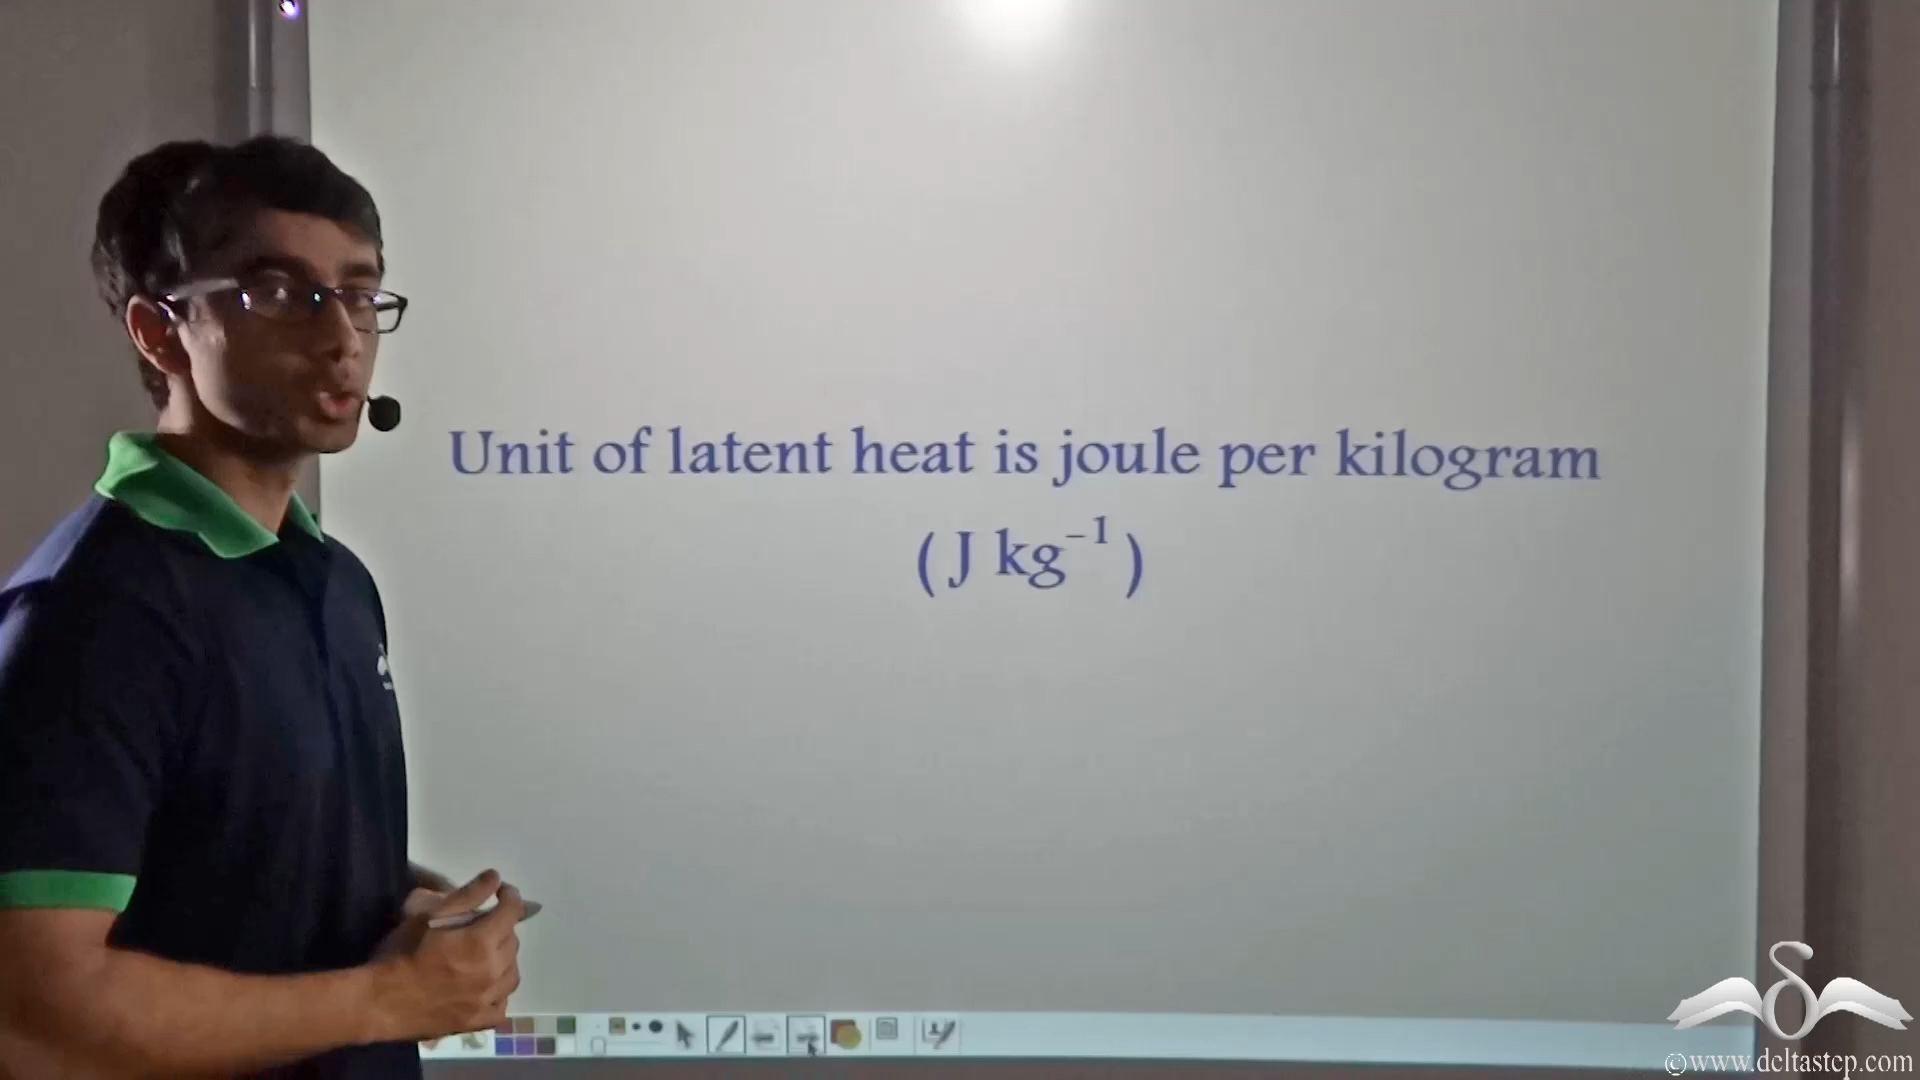 Unit of latent heat is joule per kilogram
( J kg⁻¹ )
©www.deltastep.com